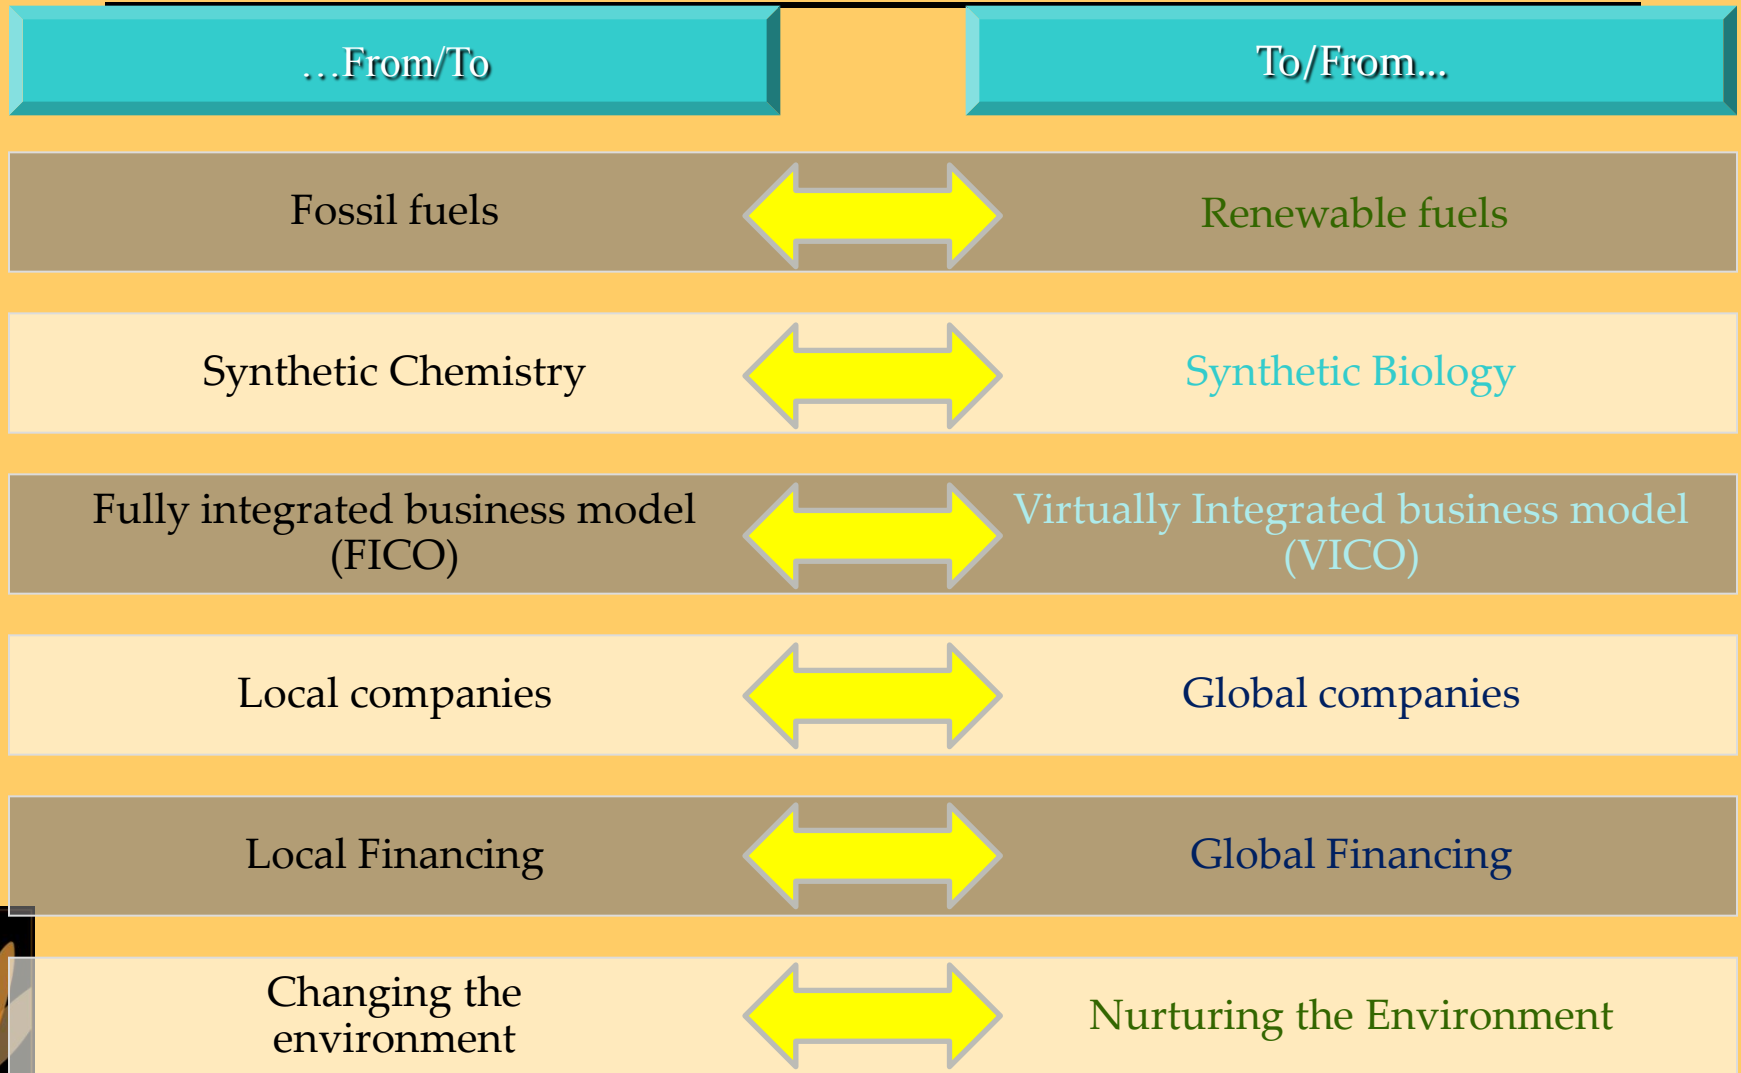 …From/To
To/From...
Fossil fuels
Renewable fuels
Synthetic Chemistry
Synthetic Biology
Fully integrated business model
(FICO)
Virtually Integrated business model
(VICO)
Local companies
Global companies
Local Financing
Global Financing
Changing the
environment
Nurturing the Environment